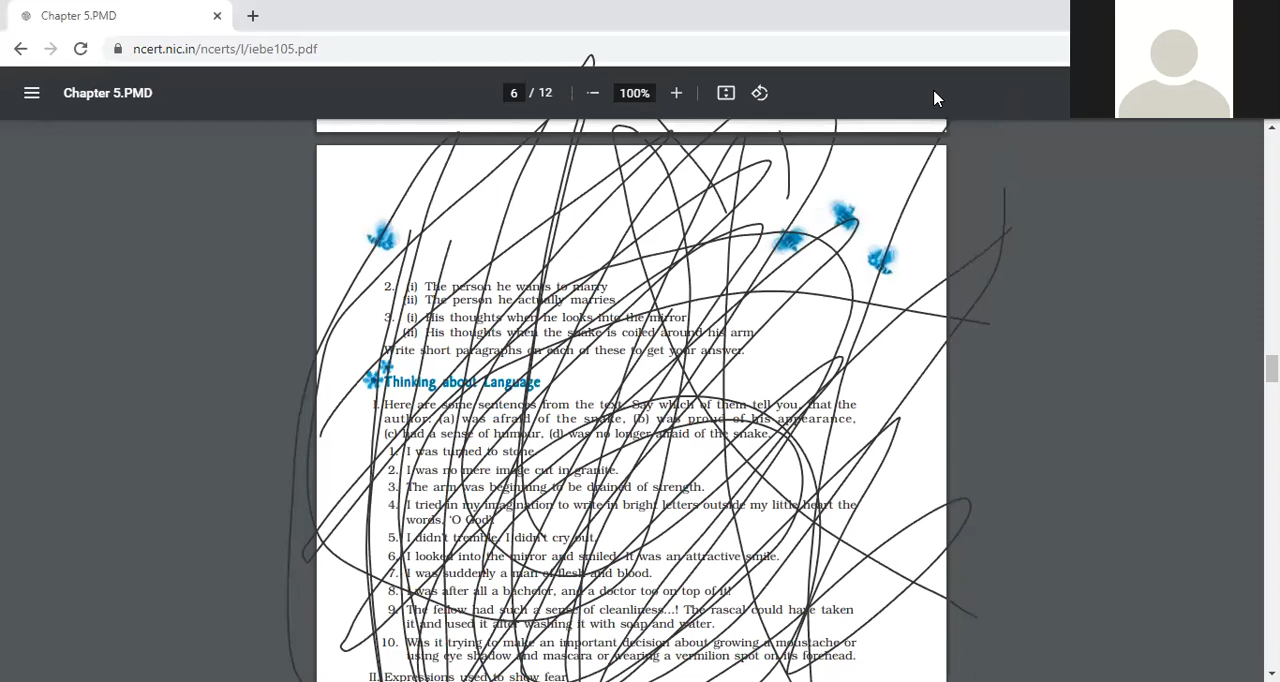 Chapter 5.PMD
ncert.nic.in/ncerts/l/iebe105.pdf
Chapter 5.PMD
6 / 12
100%
2. (i) The person he wants to marry
(ii) The person he actually marries
3. (i) His thoughts when he looks into the mirror
(ii) His thoughts when the snake is coiled around his arm
Write short paragraphs on each of these to get your answer.
Thinking about Language
I. Here are some sentences from the text. Say which of them tell you, that the
author: (a) was afraid of the snake, (b) was proud of his appearance,
(c) had a sense of humour, (d) was no longer afraid of the snake.
1. I was turned to stone.
2. I was no mere image cut in granite.
3. The arm was beginning to be drained of strength.
4. I tried in my imagination to write in bright letters outside my little heart the
words, ‘O God’.
5. I didn’t tremble. I didn’t cry out.
6. I looked into the mirror and smiled. It was an attractive smile.
7. I was suddenly a man of flesh and blood.
8. I was after all a bachelor, and a doctor too on top of it!
9. The fellow had such a sense of cleanliness...! The rascal could have taken
it and used it after washing it with soap and water.
10. Was it trying to make an important decision about growing a moustache or
using eye shadow and mascara or wearing a vermilion spot on its forehead.
II. Expressions used to show fear